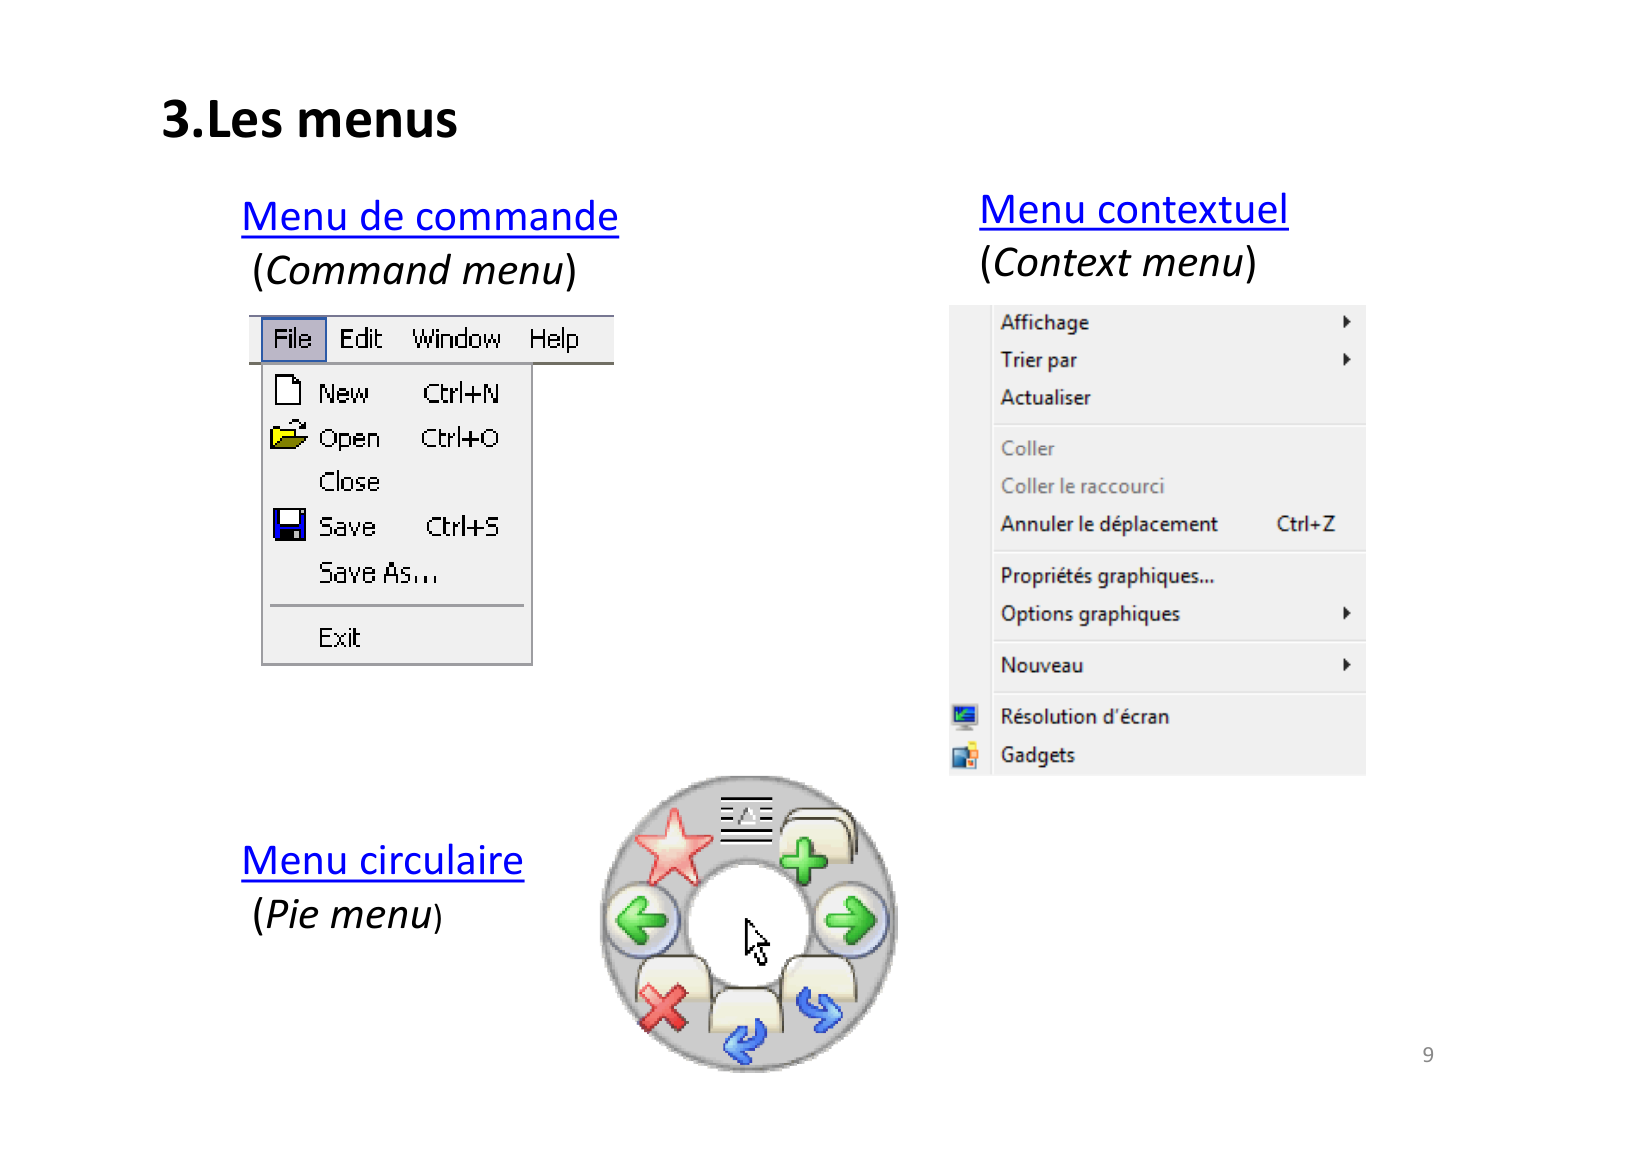 3.Les menus
Menu de commande
(Command menu)
File Edit Window Help
New Ctrl+N
Open Ctrl+O
Close
Save Ctrl+S
Save As...
Exit
Menu contextuel
(Context menu)
Affichage
Trier par
Actualiser
Coller
Coller le raccourci
Annuler le déplacement Ctrl+Z
Propriétés graphiques...
Options graphiques
Nouveau
Résolution d'écran
Gadgets
Menu circulaire
(Pie menu)
9